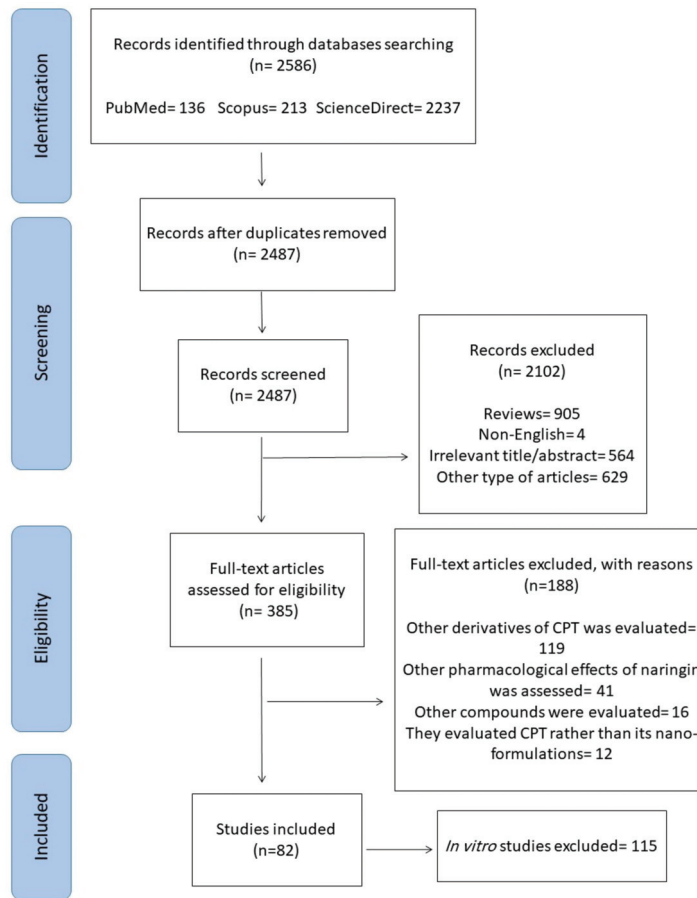 Identification
Records identified through databases searching
(n= 2586)
PubMed= 136 Scopus= 213 ScienceDirect= 2237
Screening
Records after duplicates removed
(n= 2487)
Records screened
(n= 2487)
Records excluded
(n= 2102)
Reviews= 905
Non-English= 4
Irrelevant title/abstract= 564
Other type of articles= 629
Eligibility
Full-text articles
assessed for eligibility
(n= 385)
Full-text articles excluded, with reasons
(n=188)
Other derivatives of CPT was evaluated=
119
Other pharmacological effects of naringin
was assessed= 41
Other compounds were evaluated= 16
They evaluated CPT rather than its nano-
formulations= 12
Included
Studies included
(n=82)
In vitro studies excluded= 115